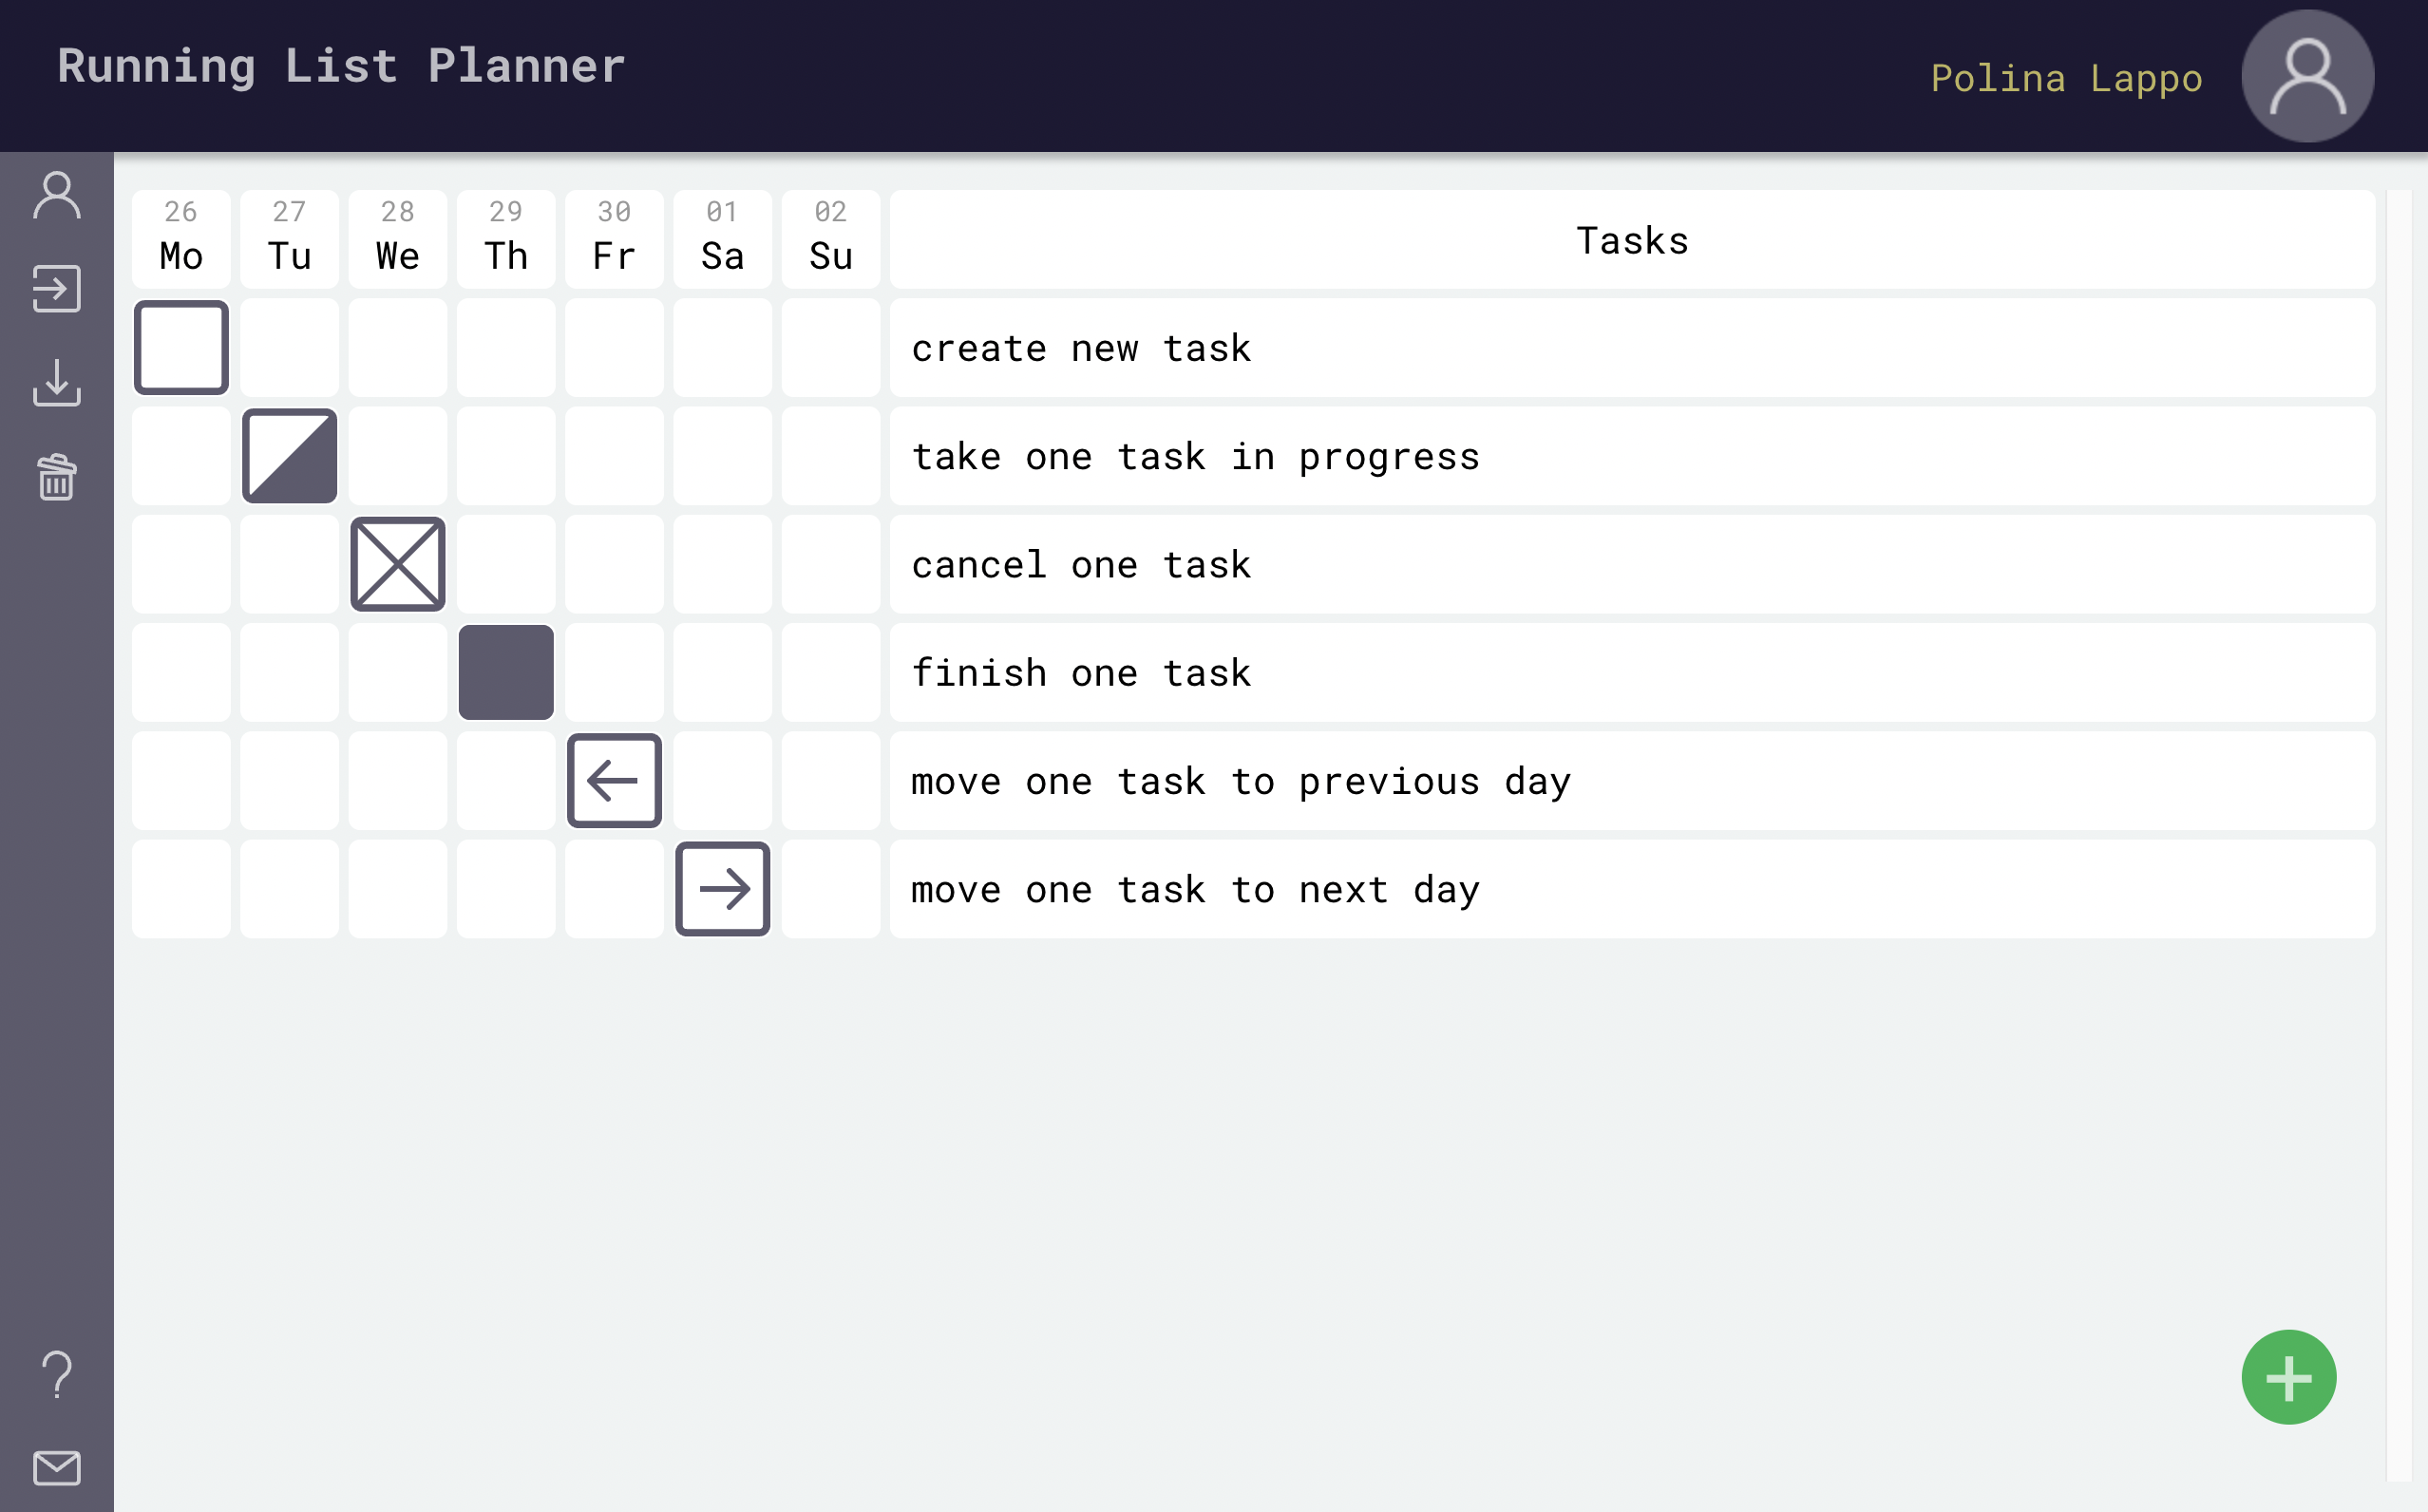 Running List Planner
Polina Lappo
26 27 28 29 30 01 02
Mo Tu We Th Fr Sa Su Tasks
create new task
take one task in progress
cancel one task
finish one task
move one task to previous day
move one task to next day